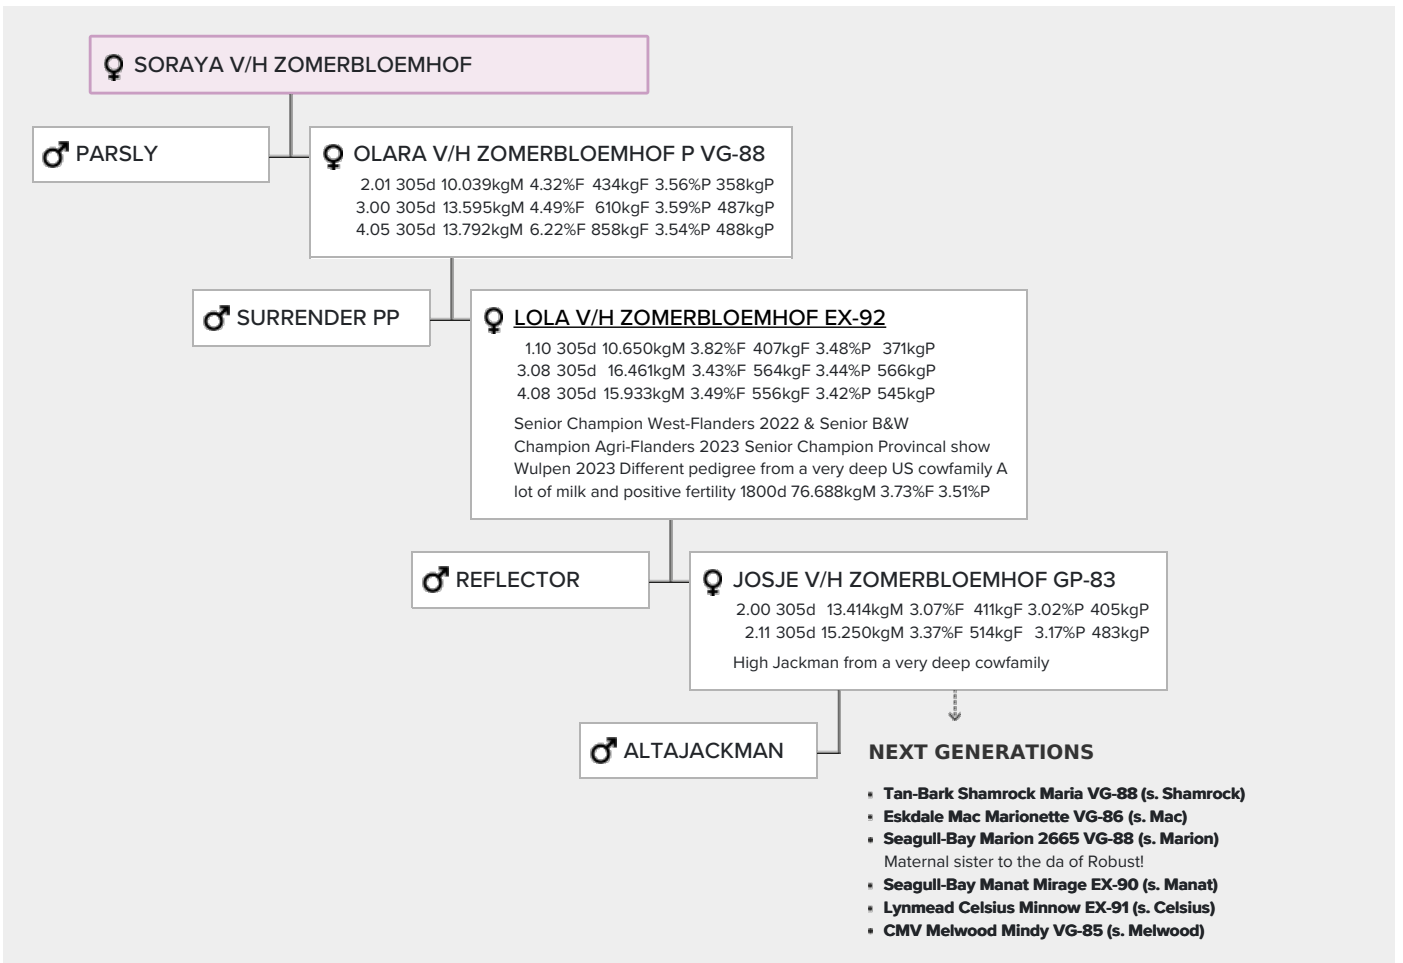 SORAYA V/H ZOMERBLOEMHOF
PARSLY
OLARA V/H ZOMERBLOEMHOF P VG-88
2.01 305d 10.039kgM 4.32%F 434kgF 3.56%P 358kgP
3.00 305d 13.595kgM 4.49%F 610kgF 3.59%P 487kgP
4.05 305d 13.792kgM 6.22%F 858kgF 3.54%P 488kgP
SURRENDER PP
LOLA V/H ZOMERBLOEMHOF EX-92
1.10 305d 10.650kgM 3.82%F 407kgF 3.48%P 371kgP
3.08 305d 16.461kgM 3.43%F 564kgF 3.44%P 566kgP
4.08 305d 15.933kgM 3.49%F 556kgF 3.42%P 545kgP
Senior Champion West-Flanders 2022 & Senior B&W
Champion Agri-Flanders 2023 Senior Champion Provincal show
Wulpen 2023 Different pedigree from a very deep US cowfamily A
lot of milk and positive fertility 1800d 76.688kgM 3.73%F 3.51%P
REFLECTOR
JOSJE V/H ZOMERBLOEMHOF GP-83
2.00 305d 13.414kgM 3.07%F 411kgF 3.02%P 405kgP
2.11 305d 15.250kgM 3.37%F 514kgF 3.17%P 483kgP
High Jackman from a very deep cowfamily
ALTAJACKMAN
NEXT GENERATIONS
▪ Tan-Bark Shamrock Maria VG-88 (s. Shamrock)
▪ Eskdale Mac Marionette VG-86 (s. Mac)
▪ Seagull-Bay Marion 2665 VG-88 (s. Marion)
Maternal sister to the da of Robust!
▪ Seagull-Bay Manat Mirage EX-90 (s. Manat)
▪ Lynmead Celsius Minnow EX-91 (s. Celsius)
▪ CMV Melwood Mindy VG-85 (s. Melwood)